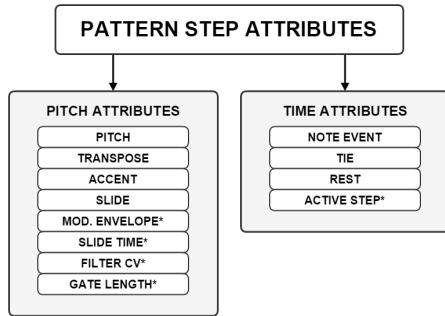 PATTERN STEP ATTRIBUTES
PITCH ATTRIBUTES
PITCH
TRANSPOSE
ACCENT
SLIDE
MOD. ENVELOPE*
SLIDE TIME*
FILTER CV*
GATE LENGTH*
TIME ATTRIBUTES
NOTE EVENT
TIE
REST
ACTIVE STEP*